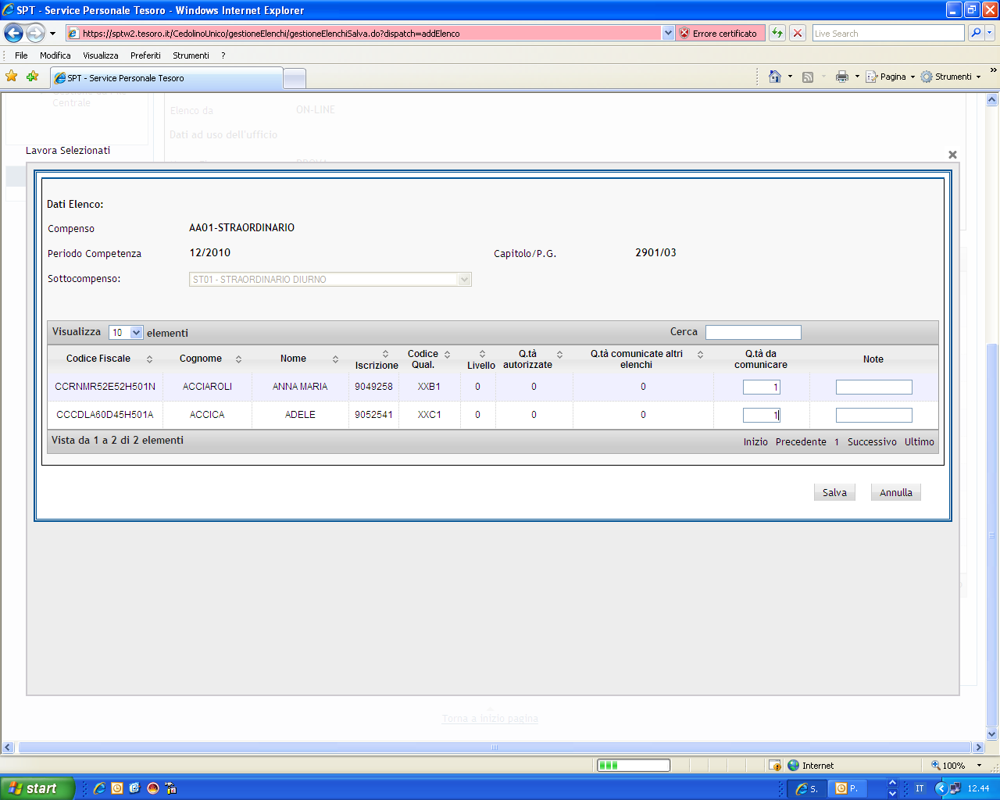 SPT - Service Personale Tesoro - Windows Internet Explorer
https://sptw2.tesoro.it/CedolinoUnico/gestioneElenchi/gestioneElenchiSalva.do?dispatch=addElenco
Errore certificato
Live Search
File Modifica Visualizza Preferiti Strumenti ?
SPT - Service Personale Tesoro
Pagina Strumenti »
Centrale
Elenco da ON-LINE
Dati ad uso dell'ufficio
Lavora Selezionati
Dati Elenco:
Compenso AA01-STRAORDINARIO
Periodo Competenza 12/2010 Capitolo/P.G. 2901/03
Sottocompenso: ST01 - STRAORDINARIO DIURNO
Visualizza 10 elementi Cerca
Codice Fiscale Cognome Nome Iscrizione Codice Qual. Livello Q.tà autorizzate Q.tà comunicate altri elenchi Q.tà da comunicare Note
CCRNMR52E52H501N ACCIAROLI ANNA MARIA 9049258 XXB1 0 0 0 1
CCCDLA60D45H501A ACCICA ADELE 9052541 XXC1 0 0 0 1
Vista da 1 a 2 di 2 elementi Inizio Precedente 1 Successivo Ultimo
Salva Annulla
Torna a inizio pagina
Internet 100%
start S. P. IT 12.44